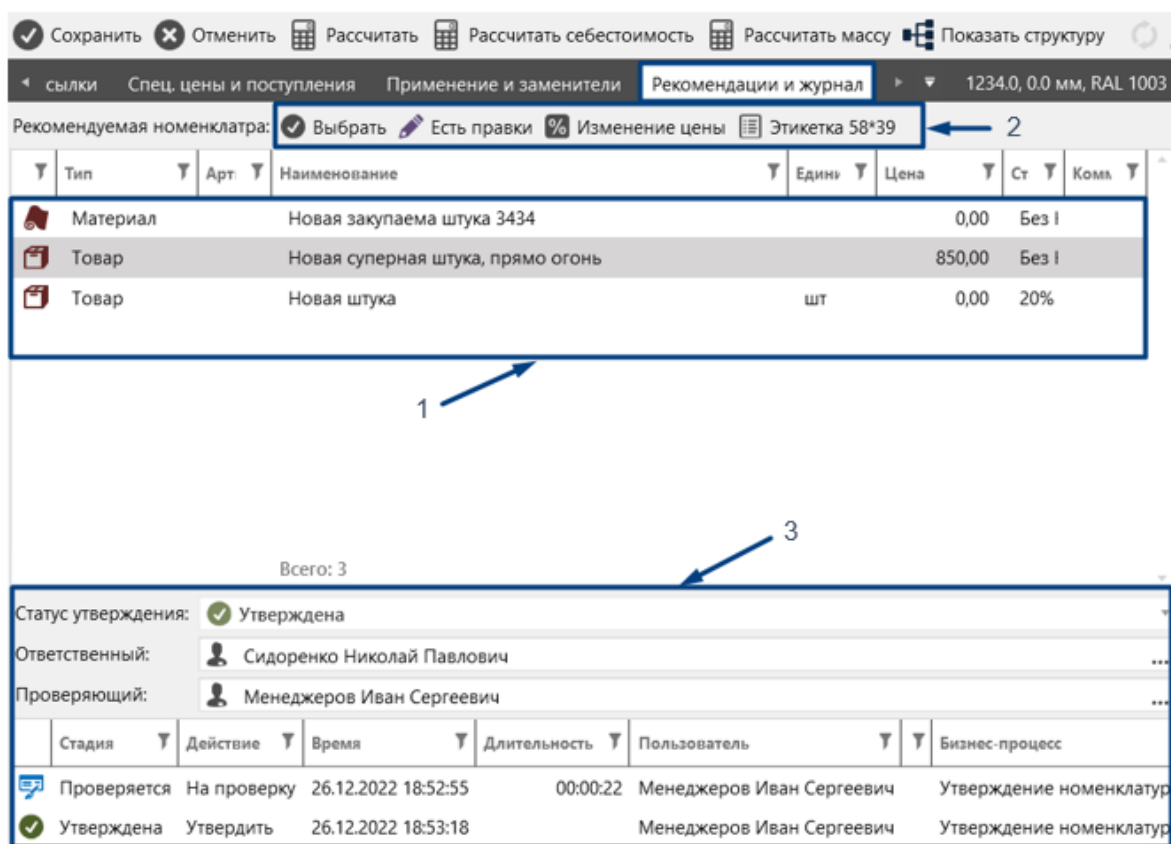 Сохранить Отменить Рассчитать Рассчитать себестоимость Рассчитать массу Показать структуру
сылки Спец. цены и поступления Применение и заменители Рекомендации и журнал 1234.0, 0.0 мм, RAL 1003
Рекомендуемая номенклатра: Выбрать Есть правки Изменение цены Этикетка 58*39 2
Тип Арт Наименование Едини Цена Ст Комм
Материал Новая закупаема штука 3434 0,00 Без
Товар Новая суперная штука, прямо огонь 850,00 Без
Товар Новая штука шт 0,00 20%
1
3
Всего: 3
Статус утверждения: Утверждена
Ответственный: Сидоренко Николай Павлович ...
Проверяющий: Менеджеров Иван Сергеевич ...
Стадия Действие Время Длительность Пользователь Бизнес-процесс
Проверяется На проверку 26.12.2022 18:52:55 00:00:22 Менеджеров Иван Сергеевич Утверждение номенклатур
Утверждена Утвердить 26.12.2022 18:53:18 Менеджеров Иван Сергеевич Утверждение номенклатур